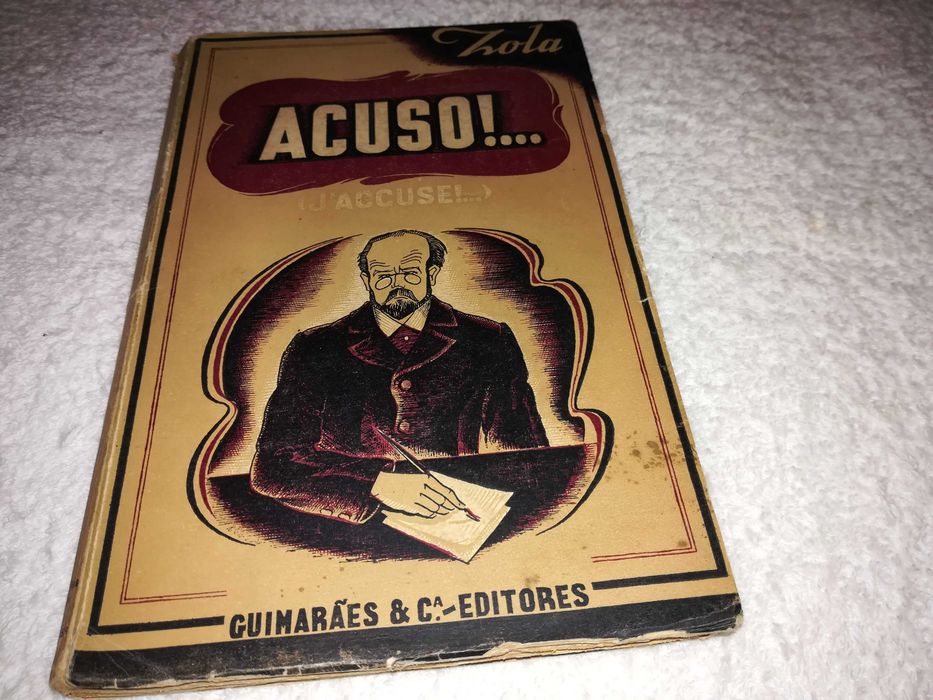 Zola
ACUSO!....
(J'ACCUSE!...)
GUIMARÃES & Cᴬ.-EDITORES